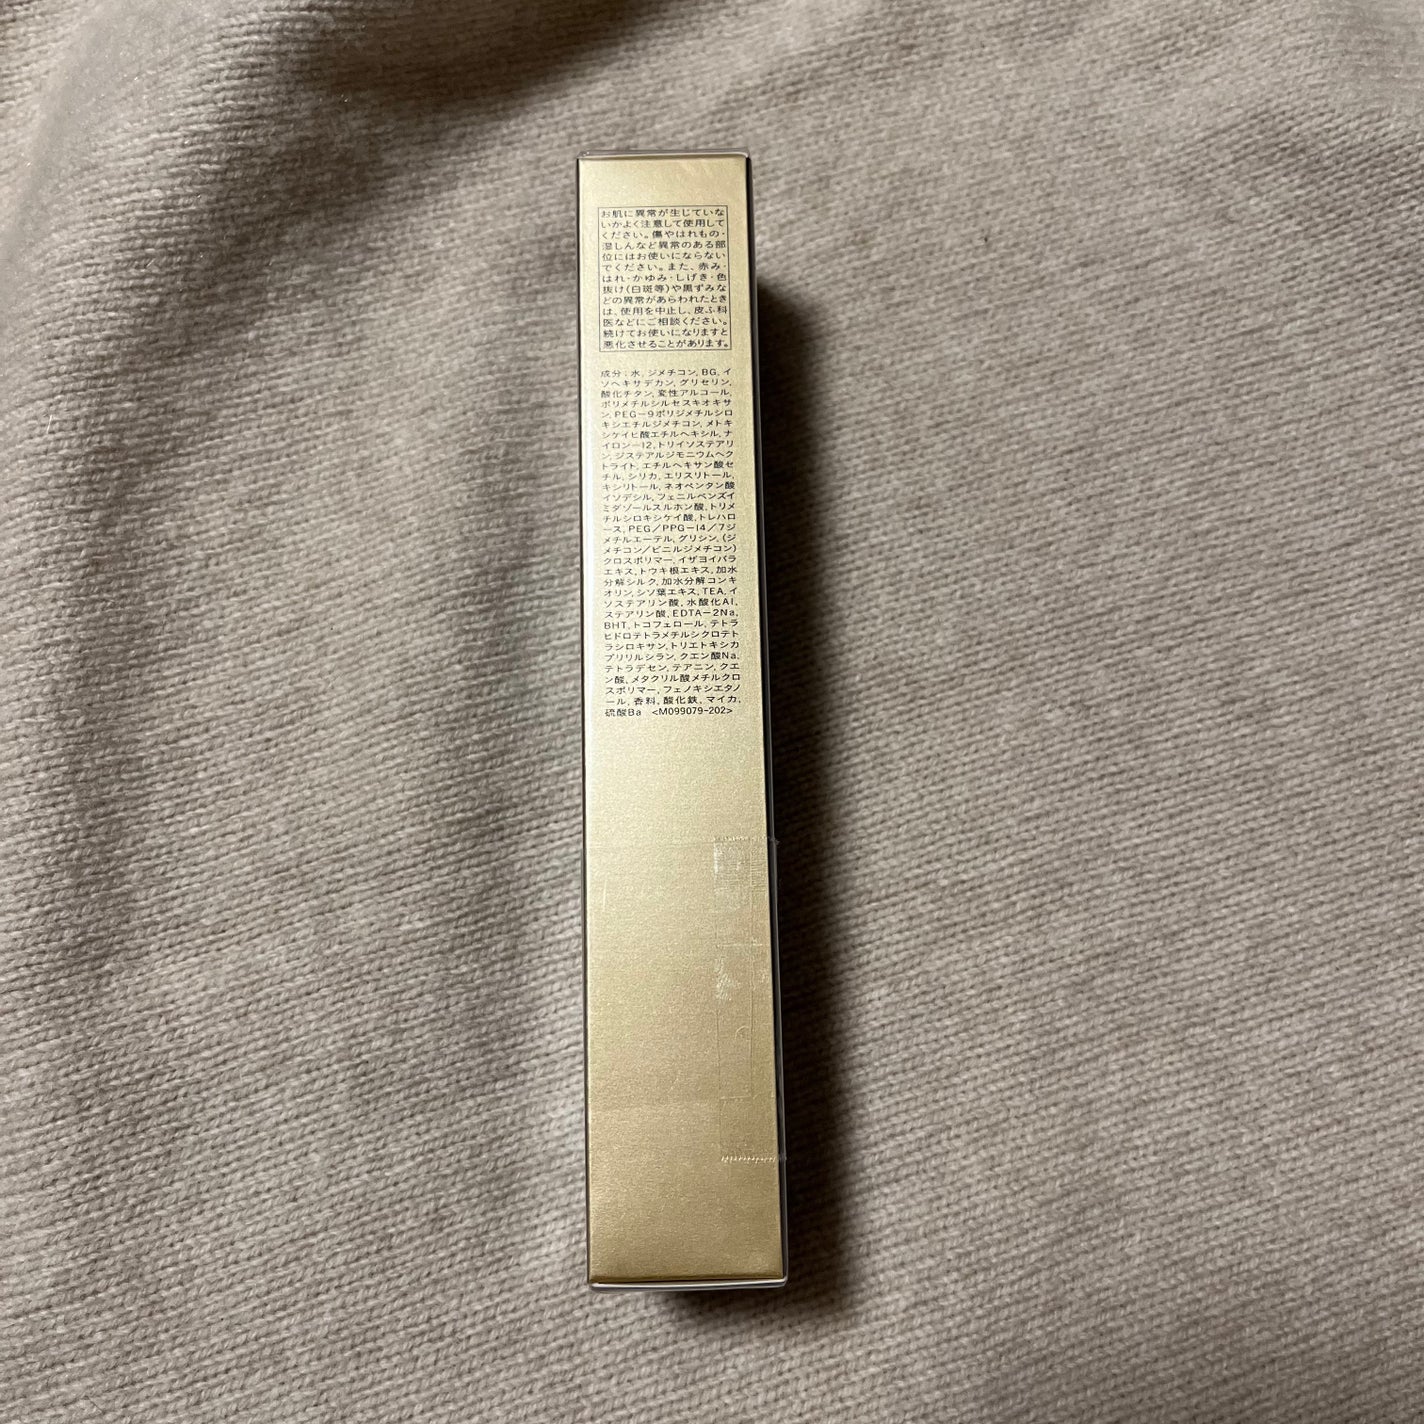 お肌に異常が生じていな
いかよく注意して使用して
ください。傷やはれもの・
湿しんなど異常のある部
位にはお使いにならない
でください。また、赤み・
はれ・かゆみ・しげき・色
抜け(白斑等)や黒ずみな
どの異常があらわれたとき
は、使用を中止し、皮ふ科
医などにご相談ください。
続けてお使いになりますと
悪化させることがあります。
成分：水, ジメチコン, BG, イ
ソヘキサデカン, グリセリン,
酸化チタン, 変性アルコール,
ポリメチルシルセスキオキサ
ン, PEG－9ポリジメチルシロ
キシエチルジメチコン, メトキ
シケイヒ酸エチルヘキシル, ナ
イロン－12, トリイソステアリ
ン, ジステアルジモニウムヘク
トライト, エチルヘキサン酸セ
チル, シリカ, エリスリトール,
キシリトール, ネオペンタン酸
イソデシル, フェニルベンズイ
ミダゾールスルホン酸, トリメ
チルシロキシケイ酸, トレハロ
ース, PEG／PPG－14／7ジ
メチルエーテル, グリシン, (ジ
メチコン／ビニルジメチコン)
クロスポリマー, イザヨイバラ
エキス, トウキ根エキス, 加水
分解シルク, 加水分解コンキ
オリン, シソ葉エキス, TEA, イ
ソステアリン酸, 水酸化Al,
ステアリン酸, EDTA－2Na,
BHT, トコフェロール, テトラ
ヒドロテトラメチルシクロテト
ラシロキサン, トリエトキシカ
プリリルシラン, クエン酸Na,
テトラデセン, テアニン, クエ
ン酸, メタクリル酸メチルクロ
スポリマー, フェノキシエタノ
ール, 香料, 酸化鉄, マイカ,
硫酸Ba <M099079-202>